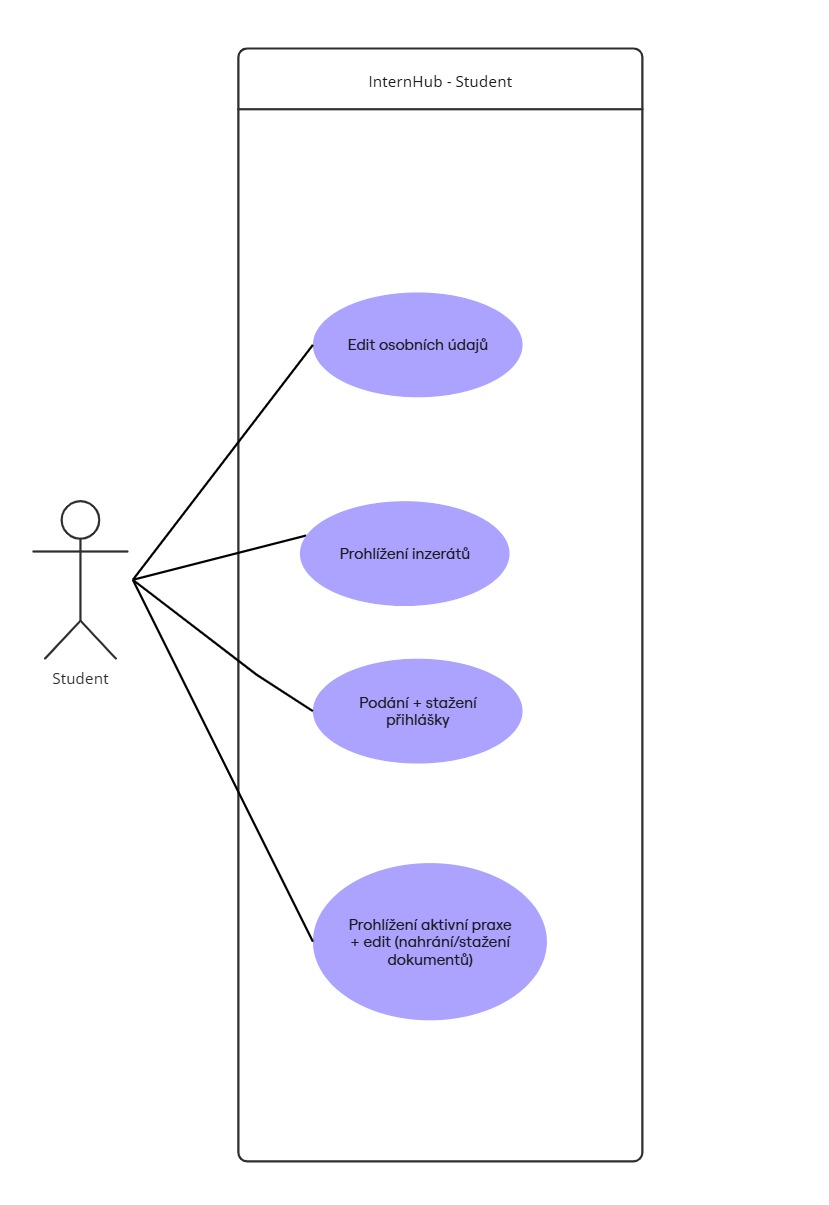 InternHub - Student
Edit osobních údajů
Prohlížení inzerátů
Student
Podání + stažení
přihlášky
Prohlížení aktivní praxe
+ edit (nahrání/stažení
dokumentů)